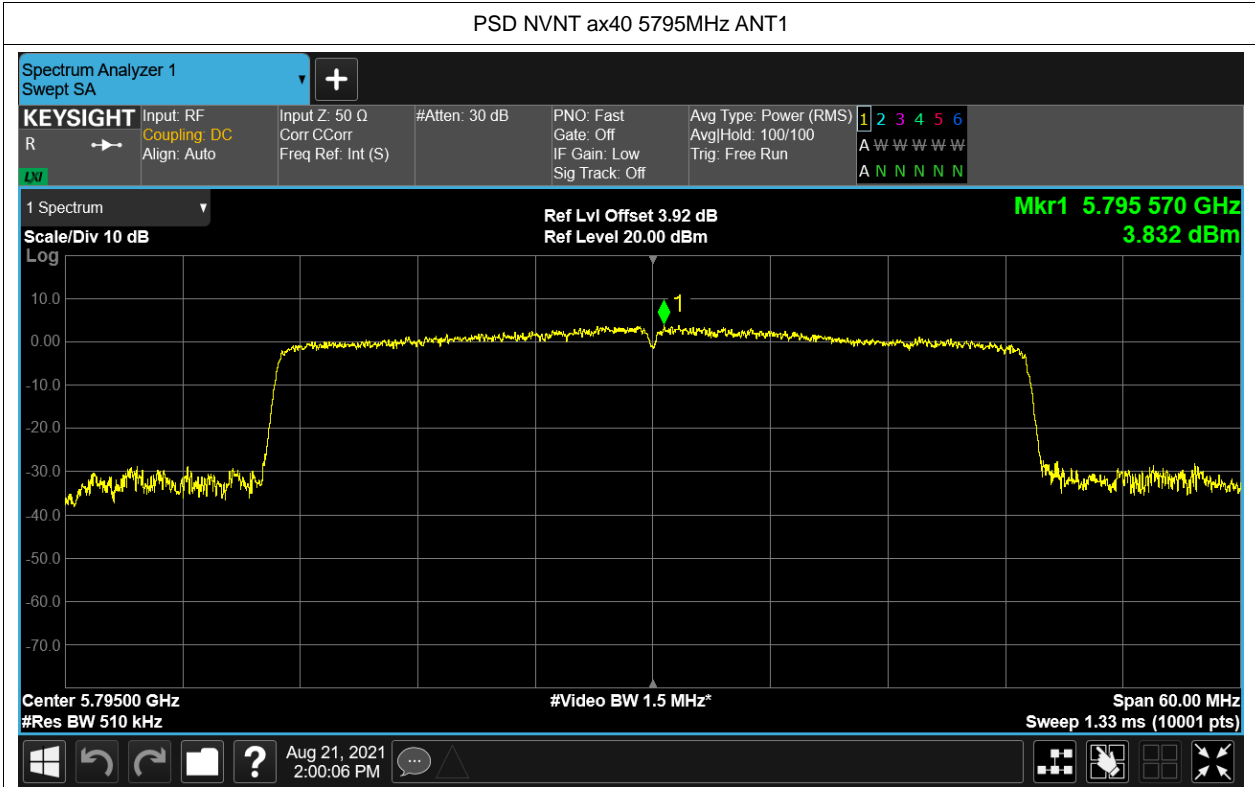 PSD NVNT ax40 5795MHz ANT1
Spectrum Analyzer 1
Swept SA
KEYSIGHT
R
LXI
Input: RF
Coupling: DC
Align: Auto
Input Z: 50 Ω
Corr CCorr
Freq Ref: Int (S)
#Atten: 30 dB
PNO: Fast
Gate: Off
IF Gain: Low
Sig Track: Off
Avg Type: Power (RMS)
Avg|Hold: 100/100
Trig: Free Run
1 2 3 4 5 6
A W W W W W
A N N N N N
1 Spectrum
Scale/Div 10 dB
Log
Ref Lvl Offset 3.92 dB
Ref Level 20.00 dBm
Mkr1 5.795 570 GHz
3.832 dBm
1
10.0
0.00
-10.0
-20.0
-30.0
-40.0
-50.0
-60.0
-70.0
Center 5.79500 GHz
#Res BW 510 kHz
#Video BW 1.5 MHz*
Span 60.00 MHz
Sweep 1.33 ms (10001 pts)
?
Aug 21, 2021
2:00:06 PM